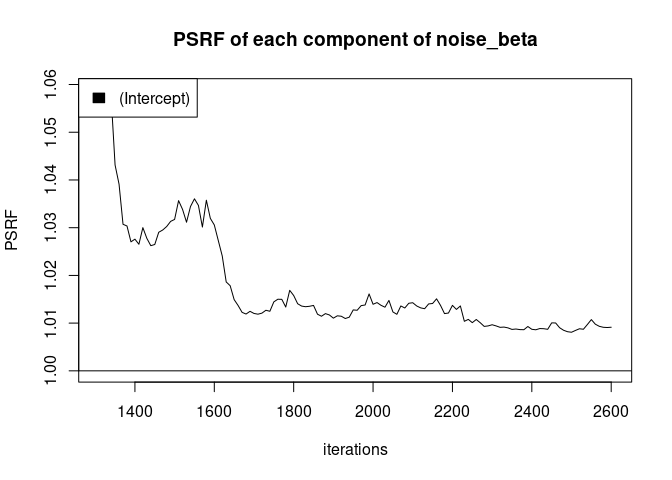 PSRF of each component of noise_beta
(Intercept)
PSRF
1.06
1.05
1.04
1.03
1.02
1.01
1.00
1400 1600 1800 2000 2200 2400 2600
iterations